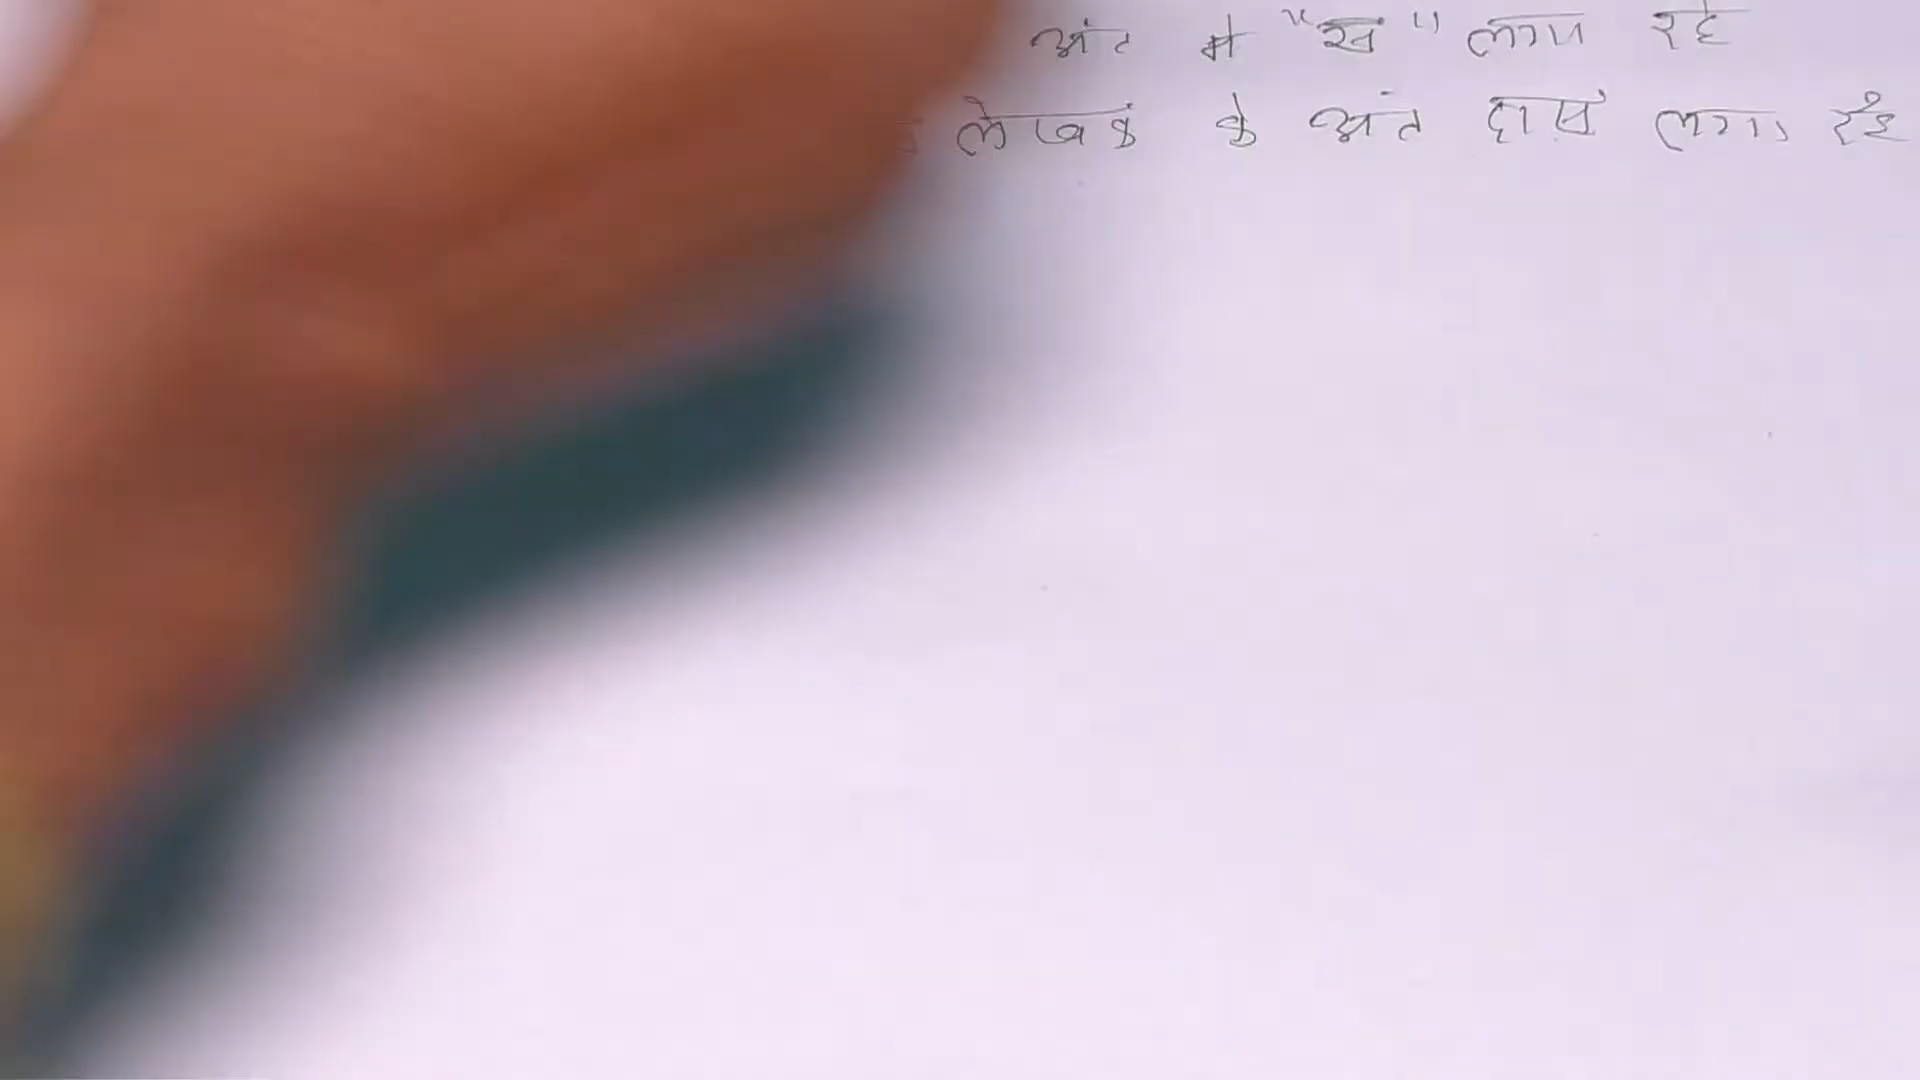 अंत मे "स" लगा रहे
लेखक के अंत दास लगा रहे